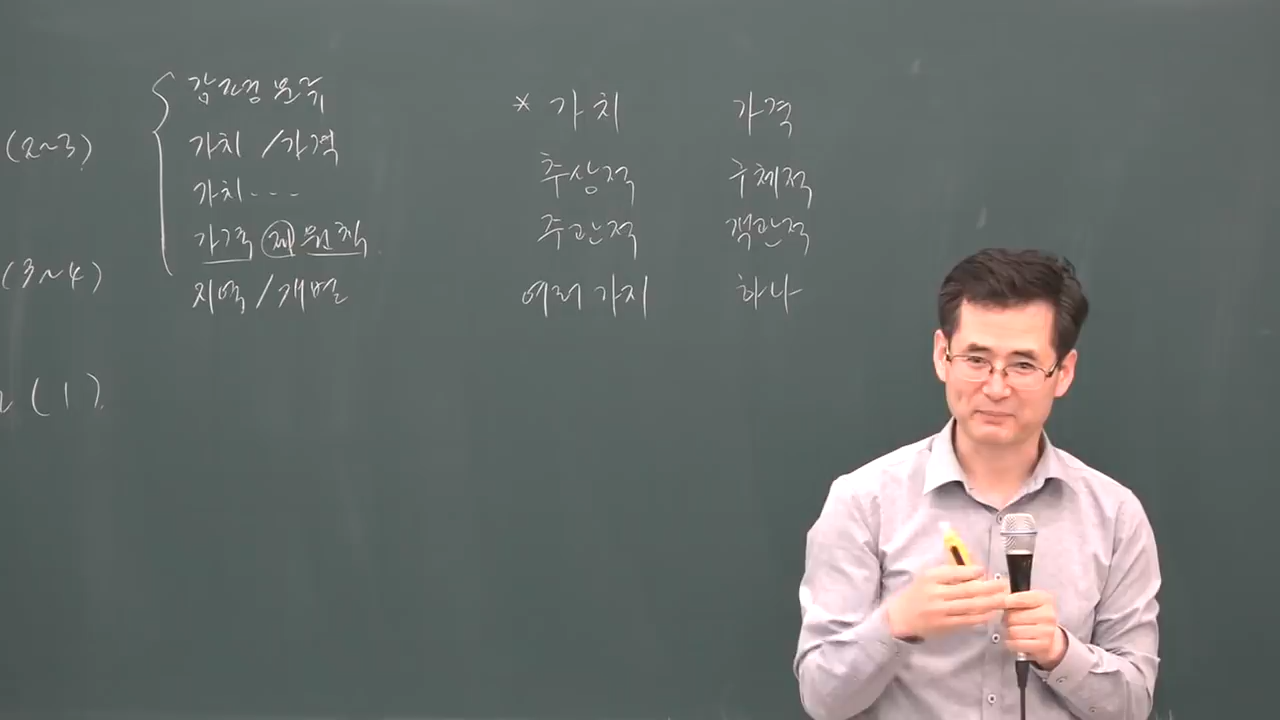 (2~3)
(3~4)
(1)
감정 분류
가치 / 가격
가치 - - -
가격 제 원칙
지역 / 개별
* 가치 가격
추상적 구체적
주관적 객관적
여러 가지 하나